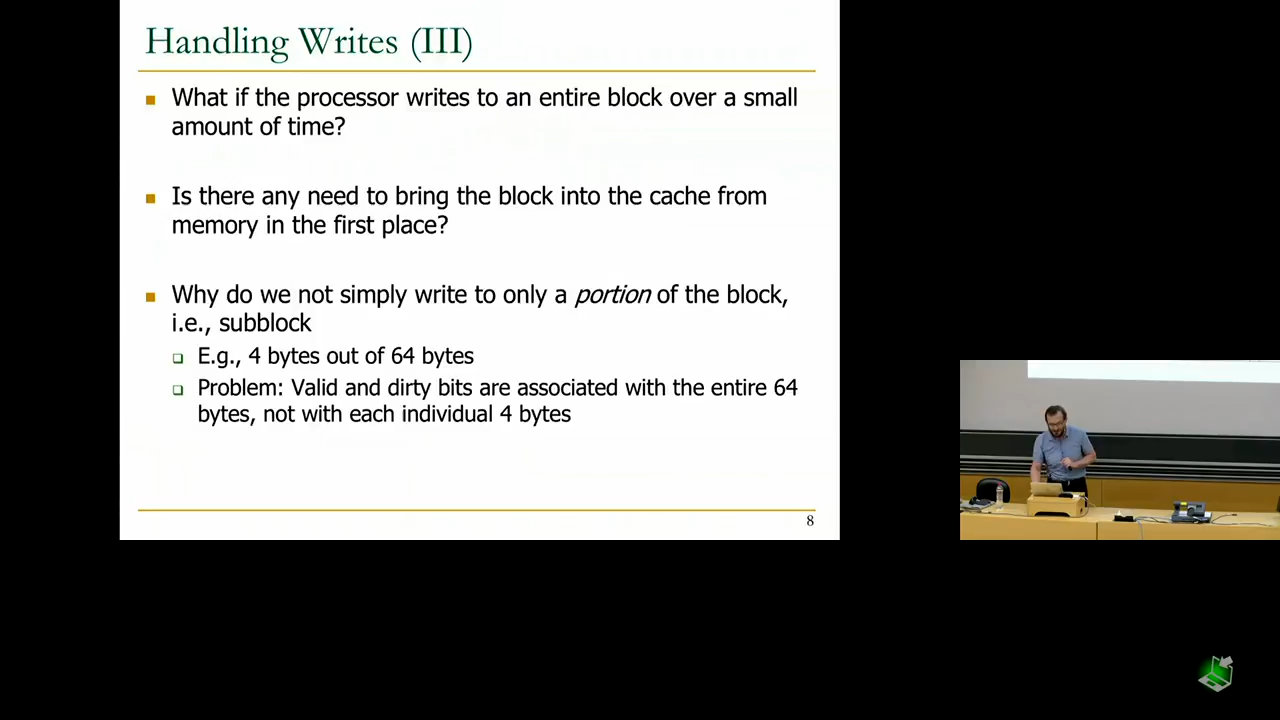 Handling Writes (III)
What if the processor writes to an entire block over a small
amount of time?
Is there any need to bring the block into the cache from
memory in the first place?
Why do we not simply write to only a portion of the block,
i.e., subblock
E.g., 4 bytes out of 64 bytes
Problem: Valid and dirty bits are associated with the entire 64
bytes, not with each individual 4 bytes
8